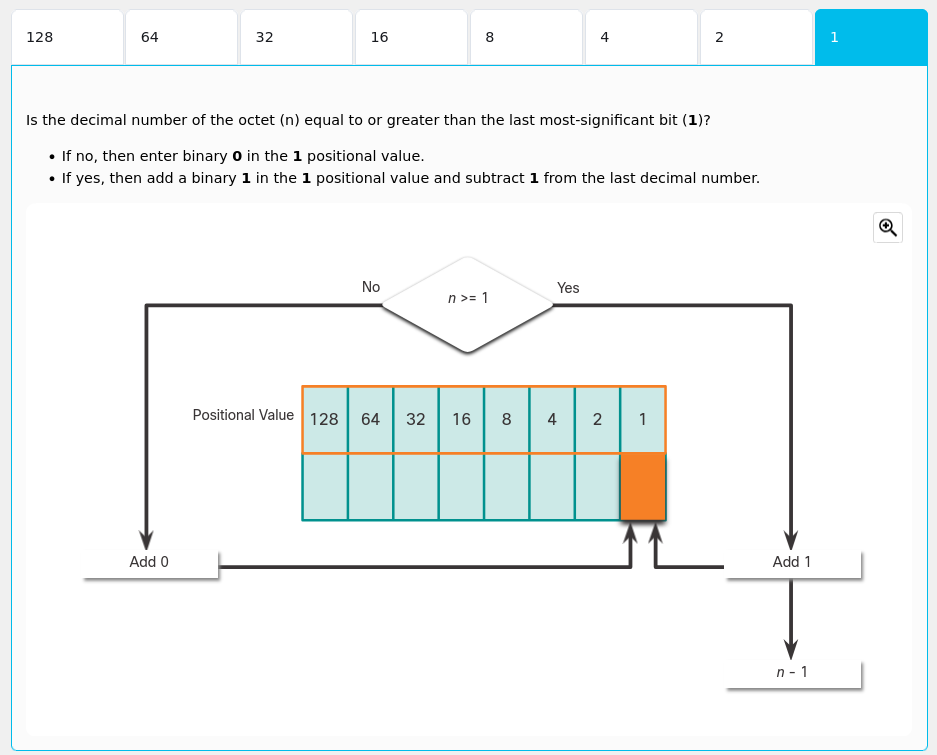 128 64 32 16 8 4 2 1
Is the decimal number of the octet (n) equal to or greater than the last most-significant bit (1)?
• If no, then enter binary 0 in the 1 positional value.
• If yes, then add a binary 1 in the 1 positional value and subtract 1 from the last decimal number.
No
n >= 1
Yes
Positional Value
128 64 32 16 8 4 2 1
Add 0
Add 1
n - 1